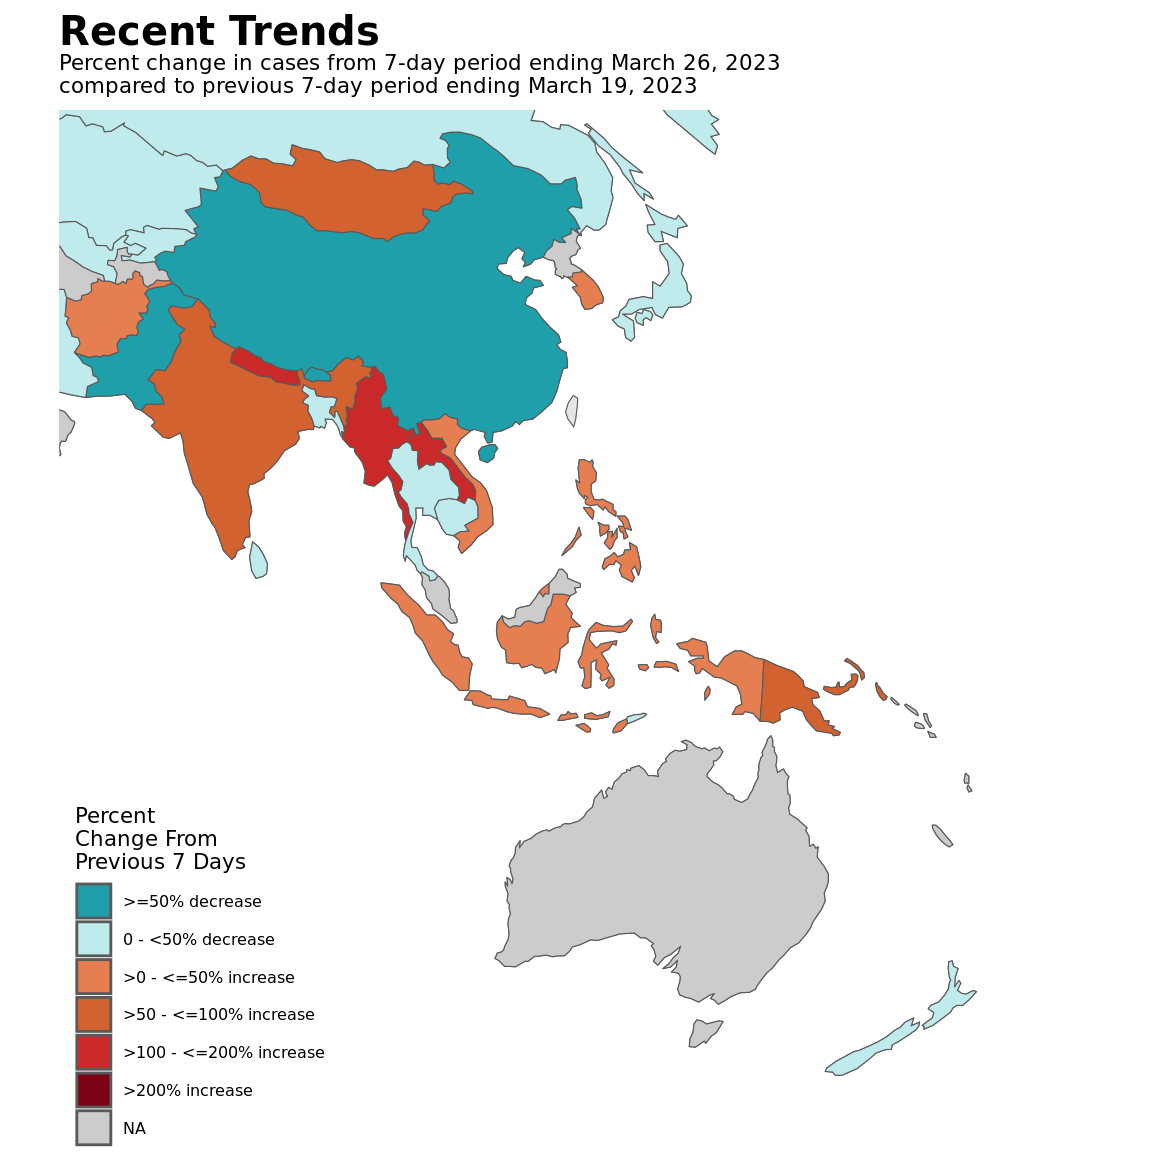 Recent Trends
Percent change in cases from 7-day period ending March 26, 2023
compared to previous 7-day period ending March 19, 2023
Percent
Change From
Previous 7 Days
>=50% decrease
0 - <50% decrease
>0 - <=50% increase
>50 - <=100% increase
>100 - <=200% increase
>200% increase
NA